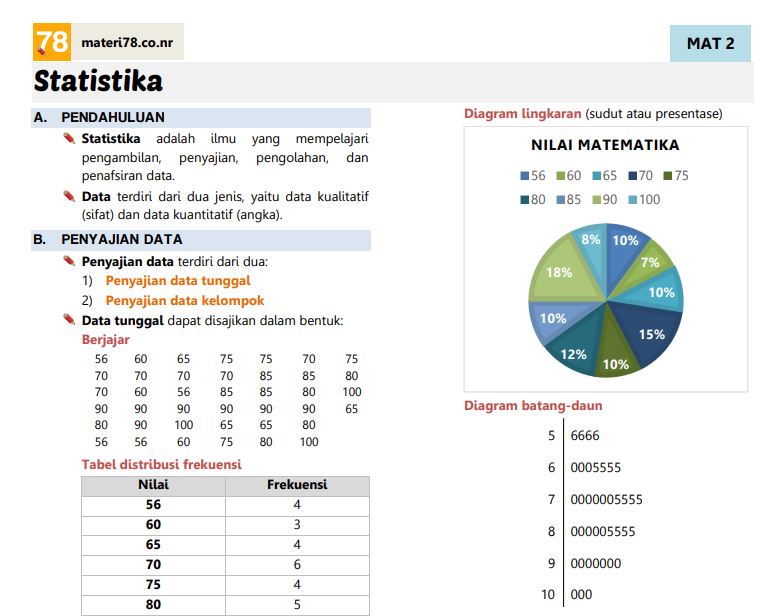 78 materi78.co.nr
MAT 2
Statistika
A. PENDAHULUAN
Statistika adalah ilmu yang mempelajari
pengambilan, penyajian, pengolahan, dan
penafsiran data.
Data terdiri dari dua jenis, yaitu data kualitatif
(sifat) dan data kuantitatif (angka).
B. PENYAJIAN DATA
Penyajian data terdiri dari dua:
1) Penyajian data tunggal
2) Penyajian data kelompok
Data tunggal dapat disajikan dalam bentuk:
Berjajar
56 60 65 75 75 70 75
70 70 70 70 85 85 80
70 60 56 85 85 80 100
90 90 90 90 90 90 65
80 90 100 65 65 80
56 56 60 75 80 100
Tabel distribusi frekuensi
Nilai Frekuensi
56 4
60 3
65 4
70 6
75 4
80 5
Diagram lingkaran (sudut atau presentase)
NILAI MATEMATIKA
56 60 65 70 75
80 85 90 100
8% 10%
7%
18%
10%
10%
15%
12%
10%
Diagram batang-daun
5 6666
6 0005555
7 0000005555
8 000005555
9 0000000
10 000